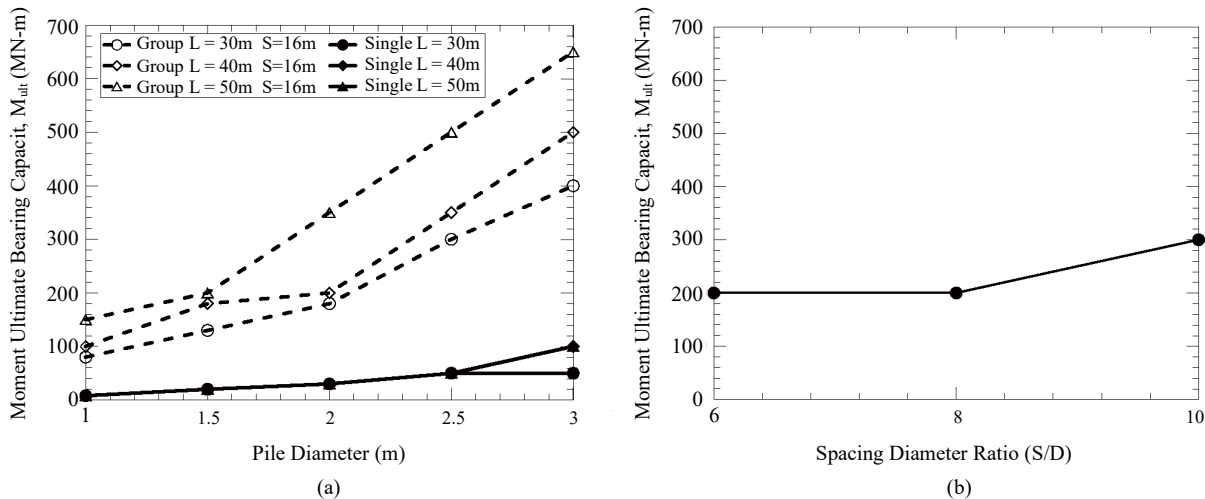 Moment Ultimate Bearing Capacit, Mult (MN-m)
700
600
500
400
300
200
100
0
Group L = 30m S=16m
Group L = 40m S=16m
Group L = 50m S=16m
Single L = 30m
Single L = 40m
Single L = 50m
1 1.5 2 2.5 3
Pile Diameter (m)
(a)
Moment Ultimate Bearing Capacit, Mult (MN-m)
700
600
500
400
300
200
100
0
6 8 10
Spacing Diameter Ratio (S/D)
(b)